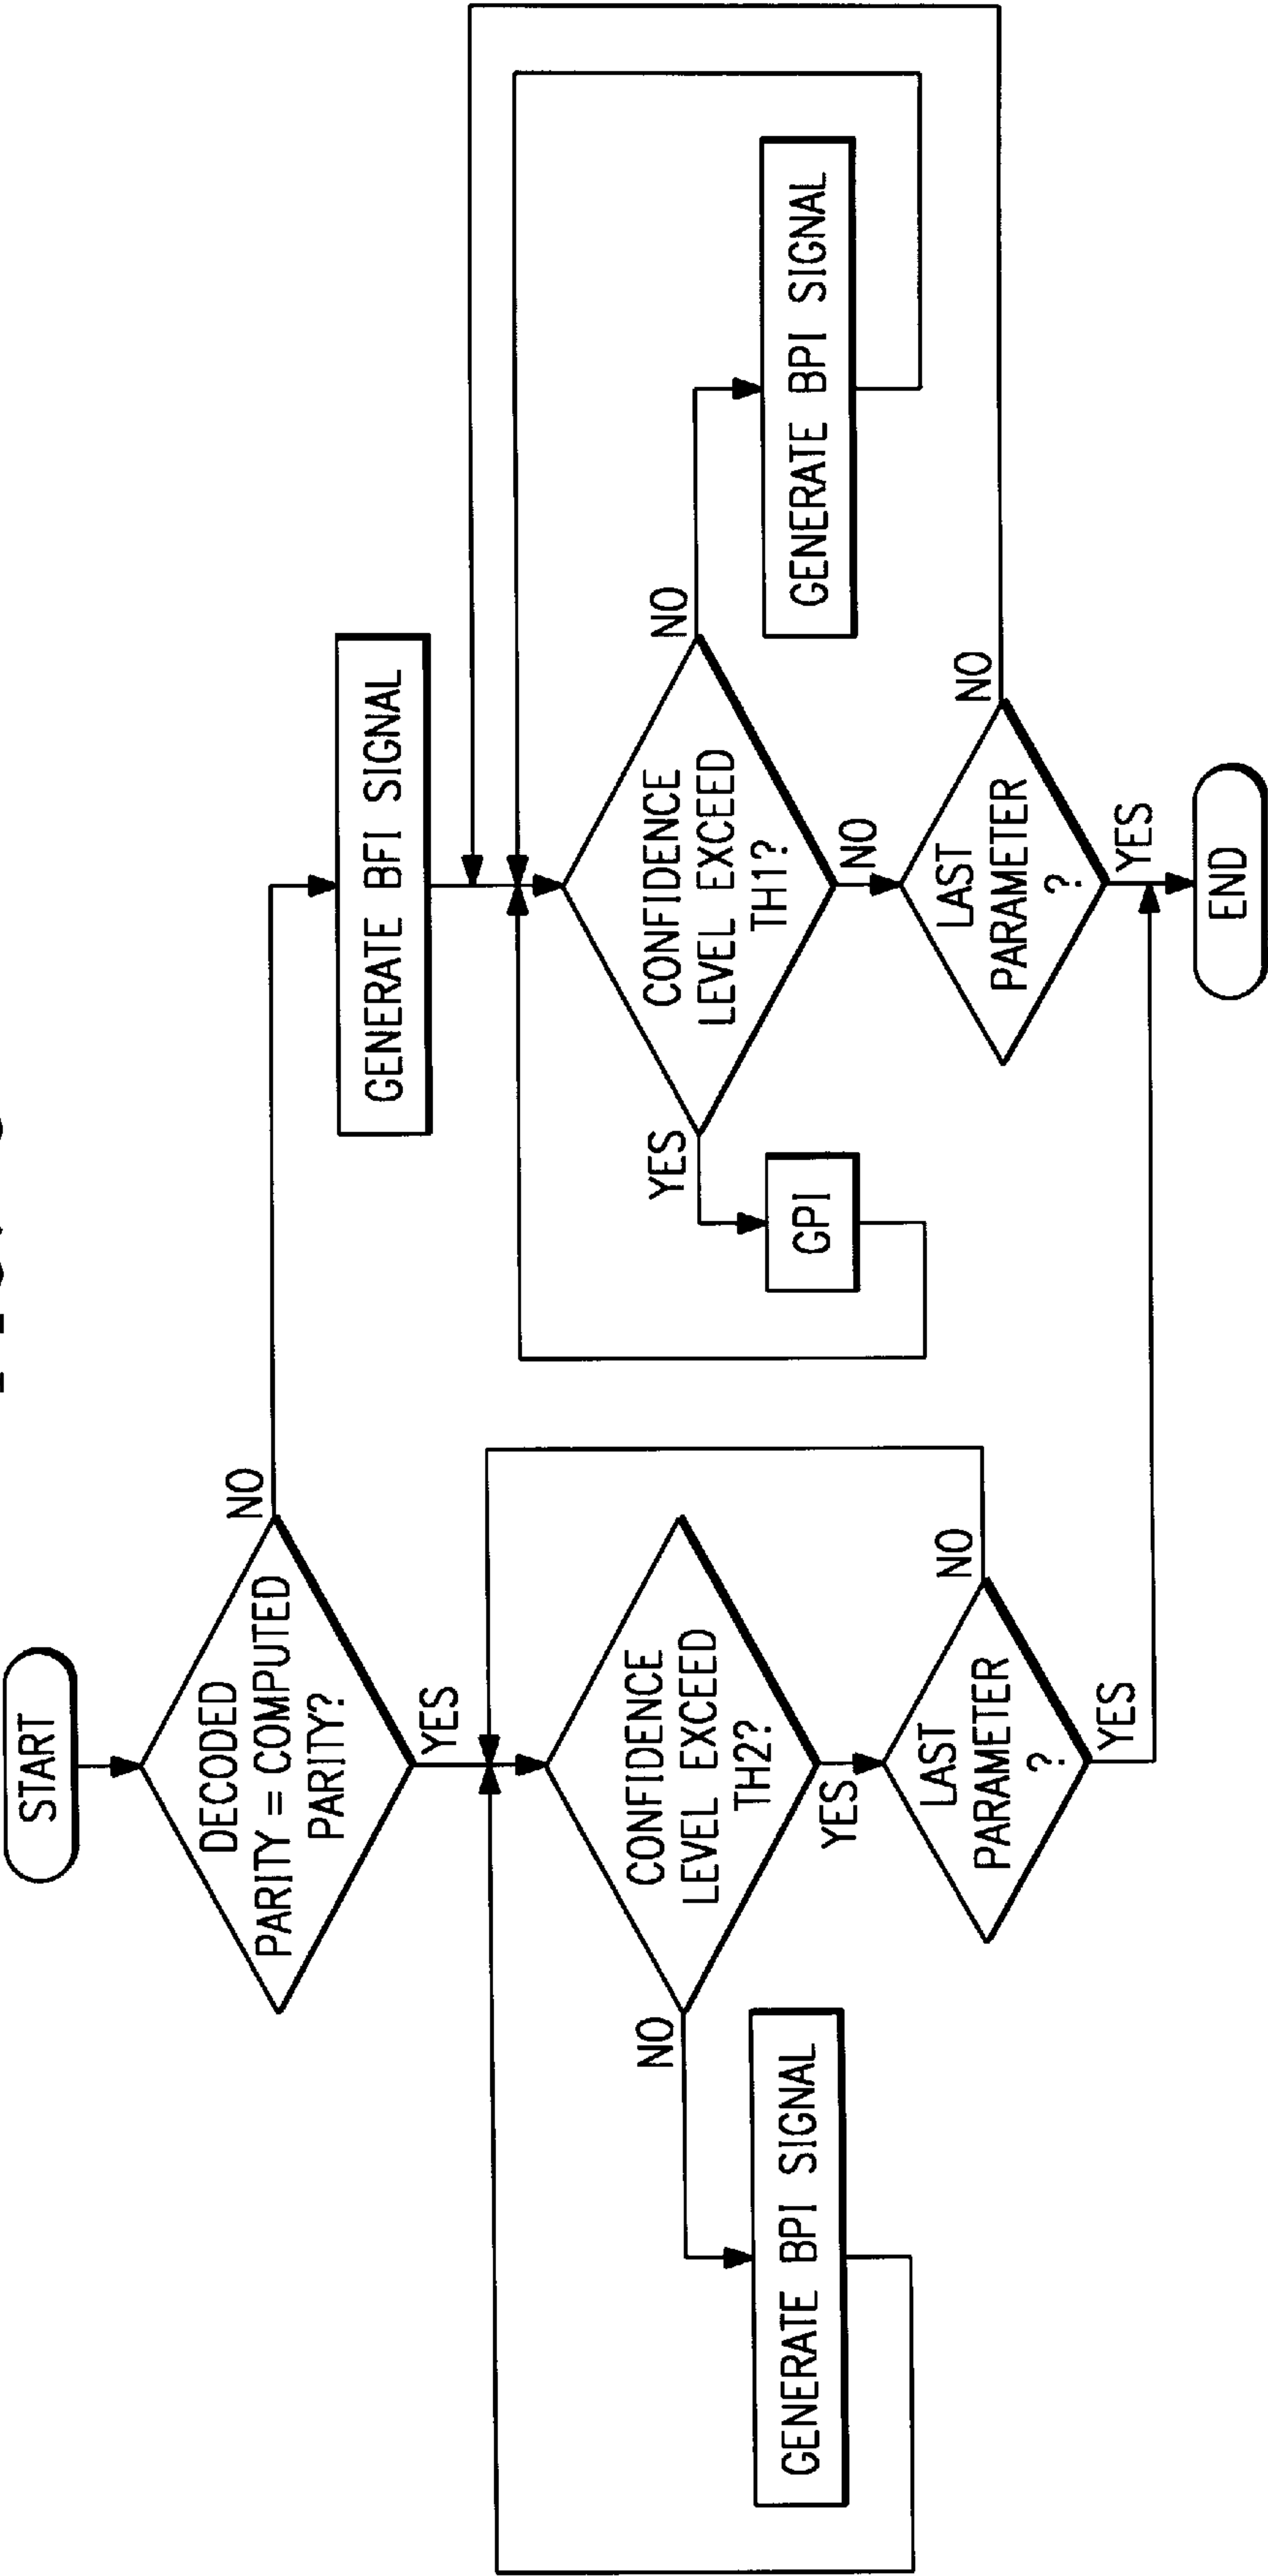 START
DECODED
PARITY = COMPUTED
PARITY?
NO
YES
GENERATE BFI SIGNAL
CONFIDENCE
LEVEL EXCEED
TH2?
NO
YES
GENERATE BPI SIGNAL
LAST
PARAMETER
?
NO
YES
CONFIDENCE
LEVEL EXCEED
TH1?
YES
NO
NO
GPI
GENERATE BPI SIGNAL
LAST
PARAMETER
?
NO
YES
END